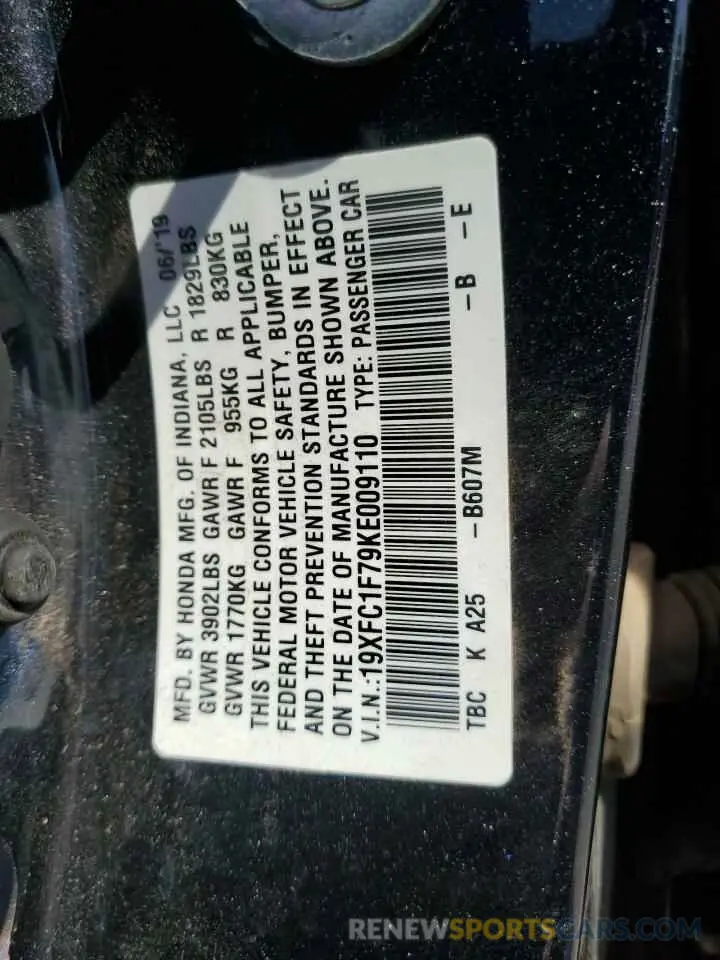 MFD. BY HONDA MFG. OF INDIANA, LLC 06/'19
GVWR 3902LBS GAWR F 2105LBS R 1829LBS
GVWR 1770KG GAWR F 955KG R 830KG
THIS VEHICLE CONFORMS TO ALL APPLICABLE
FEDERAL MOTOR VEHICLE SAFETY, BUMPER,
AND THEFT PREVENTION STANDARDS IN EFFECT
ON THE DATE OF MANUFACTURE SHOWN ABOVE.
V.I.N.:19XFC1F79KE009110 TYPE: PASSENGER CAR
TBC K A25 -B607M -B -E
RENEWSPORTSCARS.COM